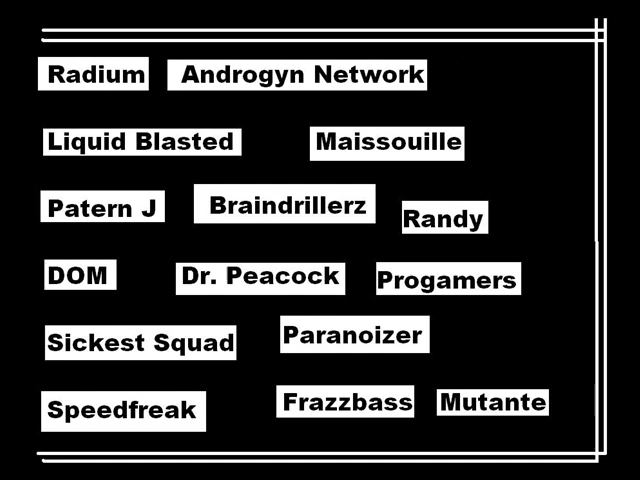 Radium Androgyn Network
Liquid Blasted Maissouille
Patern J Braindrillerz Randy
DOM Dr. Peacock Progamers
Sickest Squad Paranoizer
Speedfreak Frazzbass Mutante